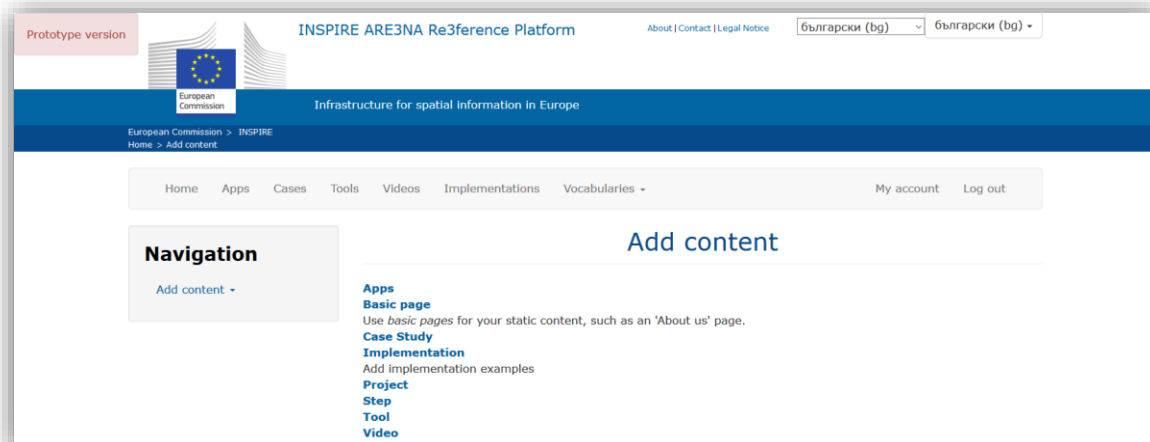 Prototype version
INSPIRE ARE3NA Re3ference Platform
About | Contact | Legal Notice
български (bg)
български (bg)
European
Commission
Infrastructure for spatial information in Europe
European Commission > INSPIRE
Home > Add content
Home Apps Cases Tools Videos Implementations Vocabularies My account Log out
Navigation
Add content
Add content
Apps
Basic page
Use basic pages for your static content, such as an 'About us' page.
Case Study
Implementation
Add implementation examples
Project
Step
Tool
Video